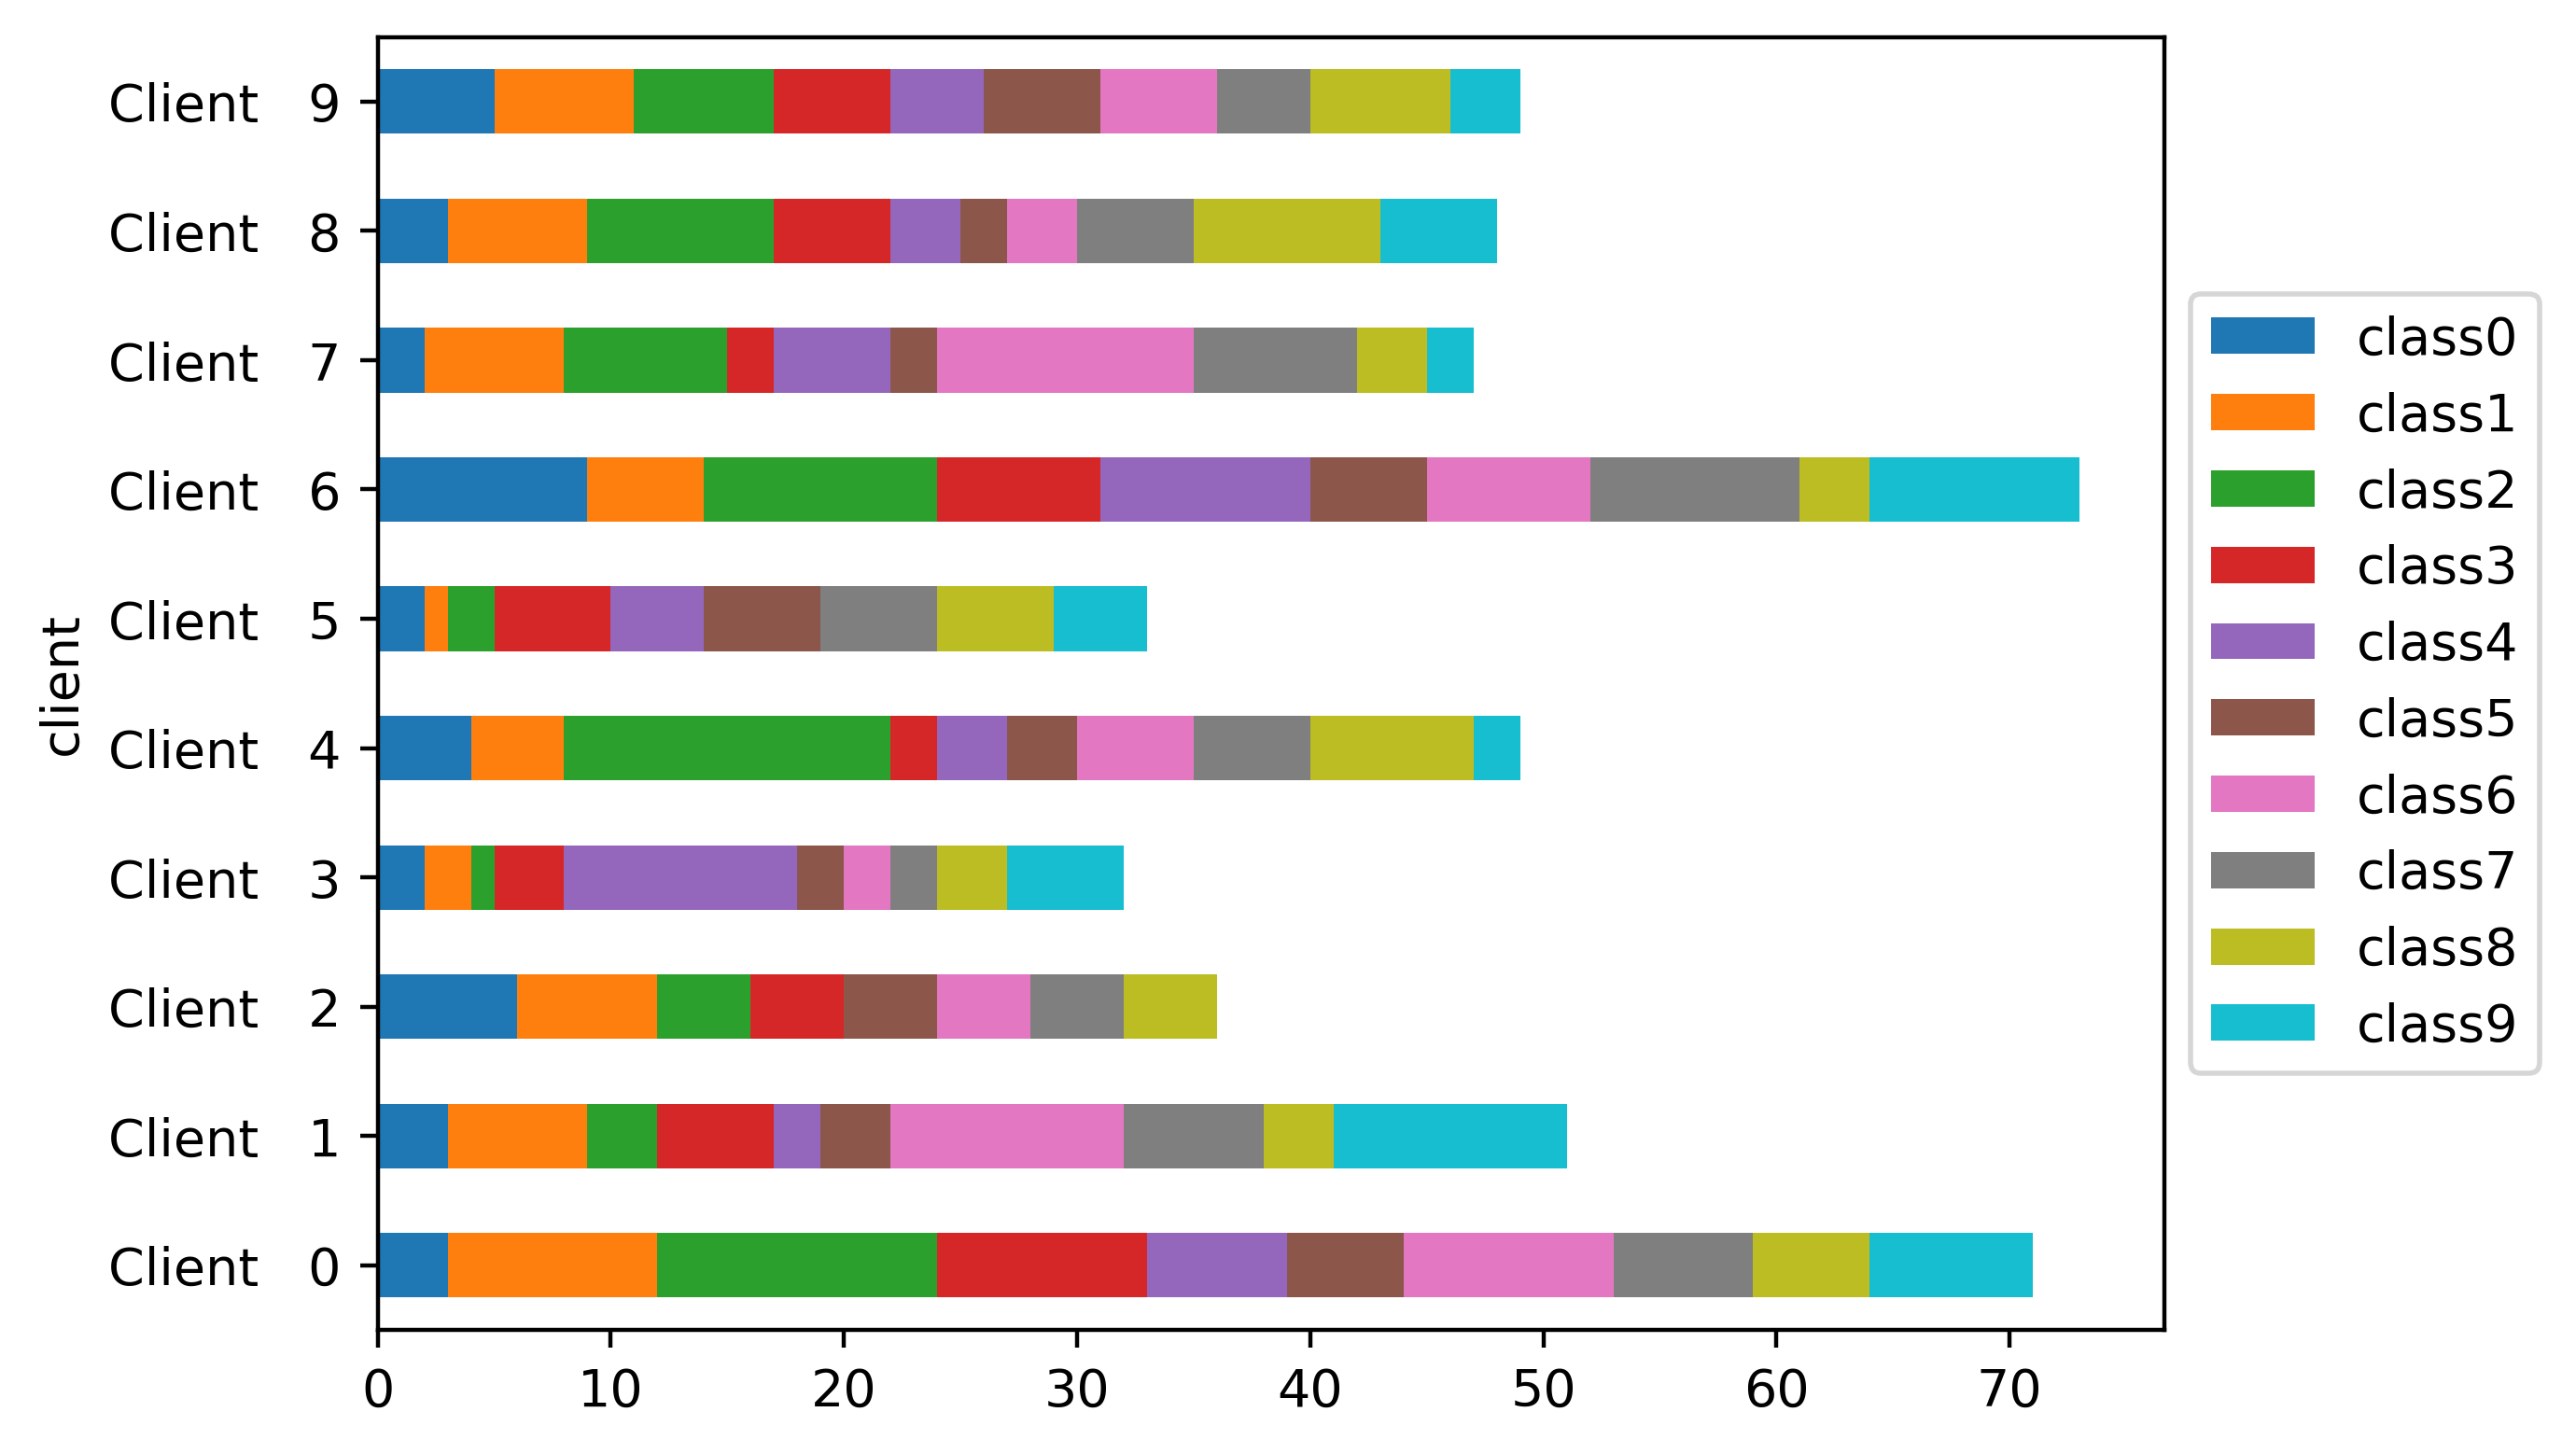 client
Client 9
Client 8
Client 7
Client 6
Client 5
Client 4
Client 3
Client 2
Client 1
Client 0
0 10 20 30 40 50 60 70
class0
class1
class2
class3
class4
class5
class6
class7
class8
class9